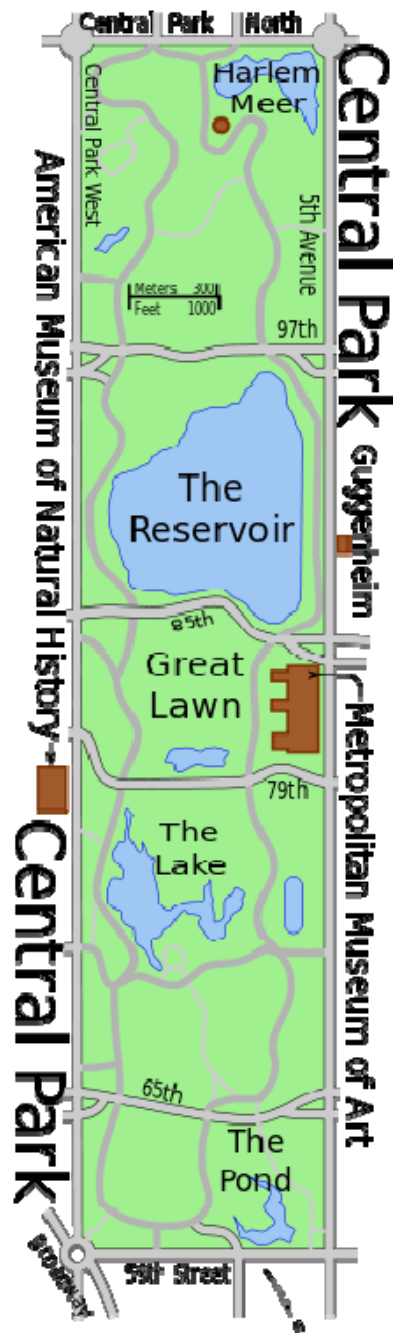 Central Park North
Harlem
Meer
Central Park West
5th Avenue
Central Park
American Museum of Natural History
Meters 300
Feet 1000
97th
Guggenheim
The
Reservoir
85th
Great
Lawn
Metropolitan Museum of Art
79th
The
Lake
Central Park
65th
The
Pond
Broadway
59th Street